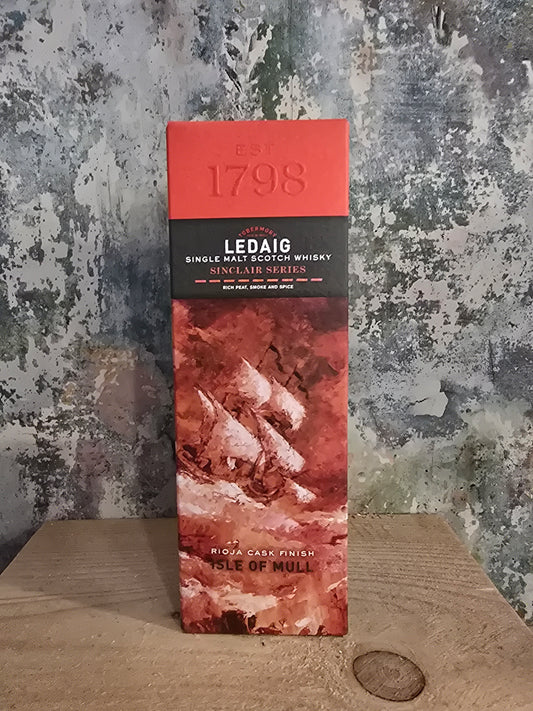 EST
1798
TOBERMORY
LEDAIG
SINGLE MALT SCOTCH WHISKY
SINCLAIR SERIES
RICH PEAT, SMOKE AND SPICE
RIOJA CASK FINISH
ISLE OF MULL